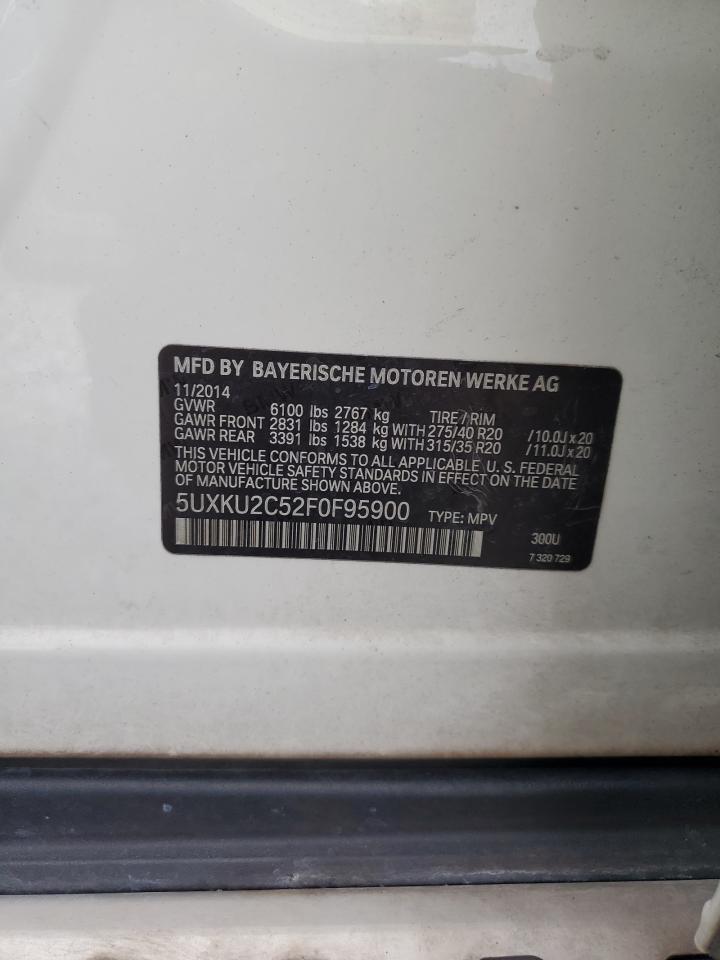 MFD BY BAYERISCHE MOTOREN WERKE AG
11/2014
GVWR 6100 lbs 2767 kg TIRE / RIM
GAWR FRONT 2831 lbs 1284 kg WITH 275/40 R20 /10.0J x 20
GAWR REAR 3391 lbs 1538 kg WITH 315/35 R20 /11.0J x 20
THIS VEHICLE CONFORMS TO ALL APPLICABLE U. S. FEDERAL
MOTOR VEHICLE SAFETY STANDARDS IN EFFECT ON THE DATE
OF MANUFACTURE SHOWN ABOVE.
5UXKU2C52F0F95900 TYPE: MPV 300U
7 320 729